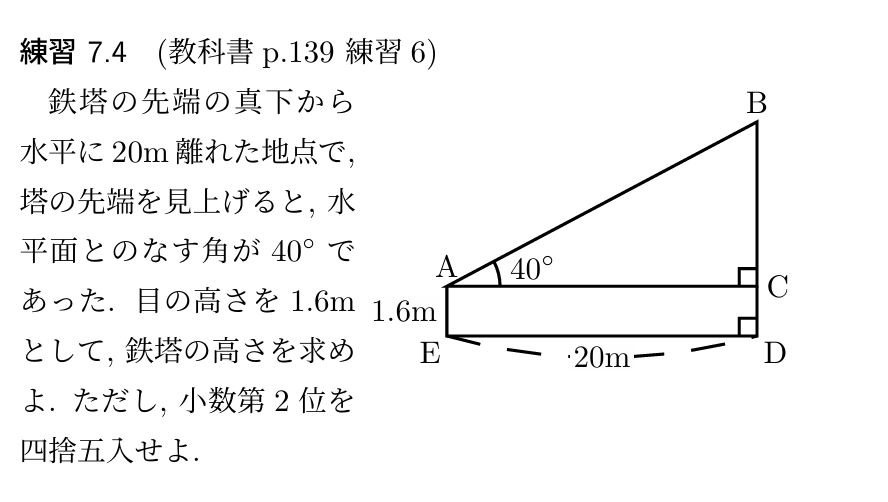 練習 7.4 (教科書 p.139 練習 6)
鉄塔の先端の真下から
水平に 20m 離れた地点で,
塔の先端を見上げると, 水
平面とのなす角が 40° で
あった. 目の高さを 1.6m
として, 鉄塔の高さを求め
よ. ただし, 小数第 2 位を
四捨五入せよ.
B
A
40°
C
1.6m
E
20m
D